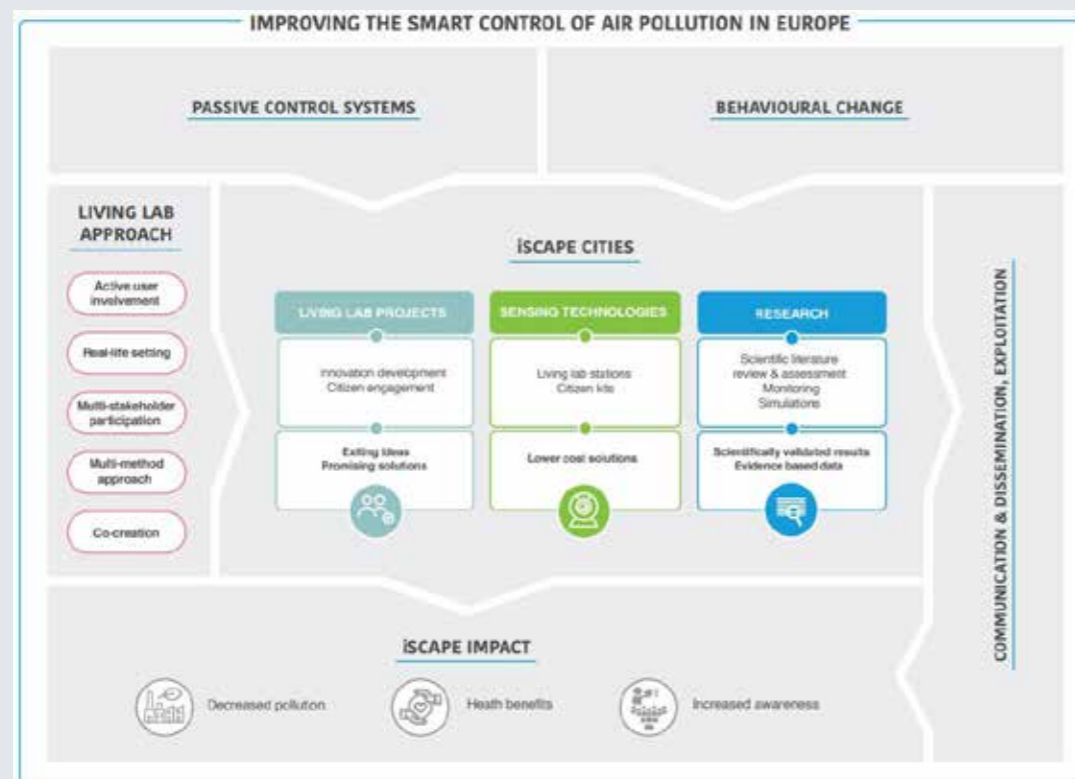 IMPROVING THE SMART CONTROL OF AIR POLLUTION IN EUROPE
PASSIVE CONTROL SYSTEMS
BEHAVIOURAL CHANGE
LIVING LAB
APPROACH
Active user
involvement
Real-life setting
Multi-stakeholder
participation
Multi-method
approach
Co-creation
iSCAPE CITIES
LIVING LAB PROJECTS
Innovation development
Citizen engagement
Exiting ideas
Promising solutions
SENSING TECHNOLOGIES
Living lab stations
Citizen kits
Lower cost solutions
RESEARCH
Scientific literature
review & assessment
Monitoring
Simulations
Scientifically validated results
Evidence based data
COMMUNICATION & DISSEMINATION, EXPLOITATION
iSCAPE IMPACT
Decreased pollution
Heath benefits
Increased awareness